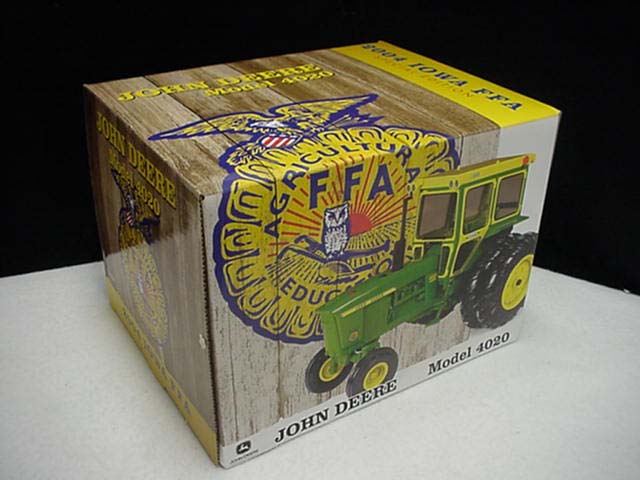 JOHN DEERE
Model 4020
2004 IOWA FFA
JOHN DEERE
Model 4020
AGRICULTURAL
FFA
EDUCATION
JOHN DEERE
Model 4020
JOHN DEERE